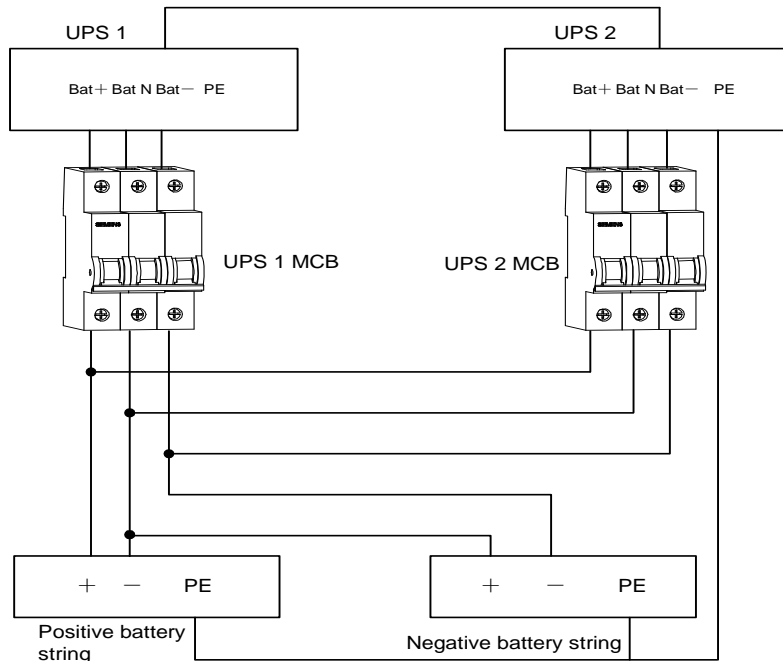 UPS 1
UPS 2
Bat+ Bat N Bat− PE
Bat+ Bat N Bat− PE
UPS 1 MCB
UPS 2 MCB
+ − PE
+ − PE
Positive battery
string
Negative battery string